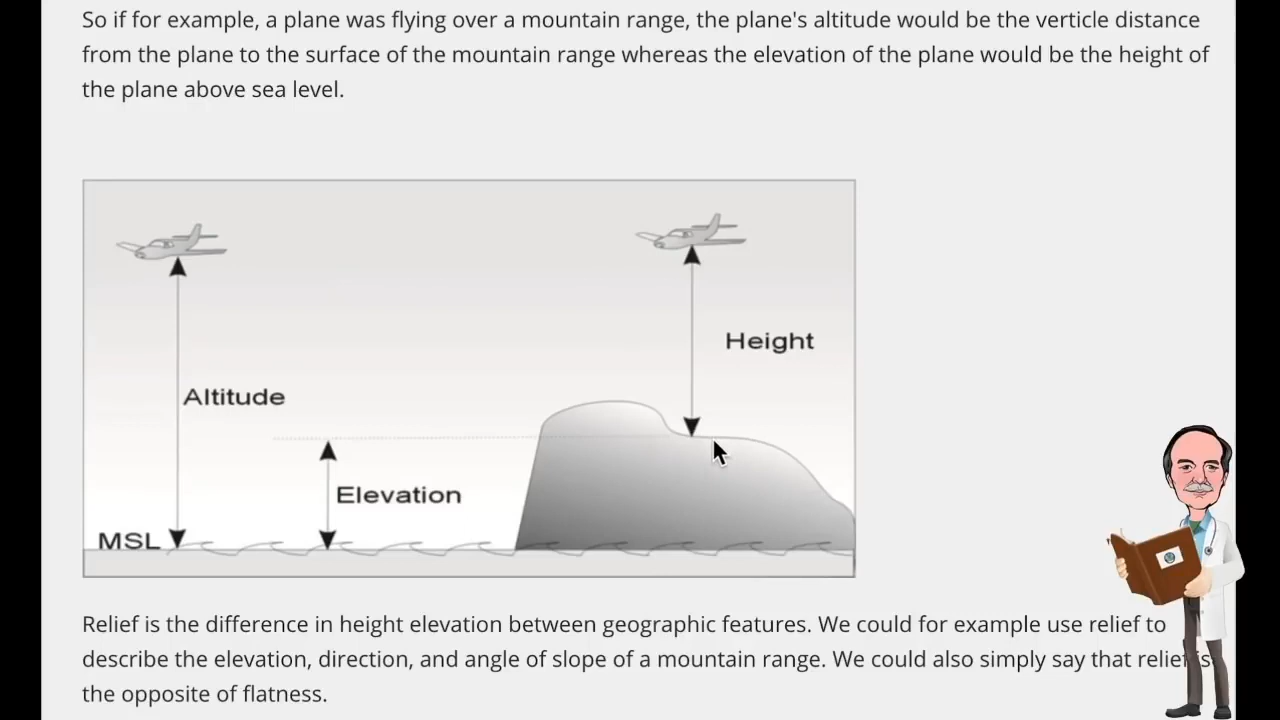 So if for example, a plane was flying over a mountain range, the plane's altitude would be the verticle distance
from the plane to the surface of the mountain range whereas the elevation of the plane would be the height of
the plane above sea level.
Height
Altitude
Elevation
MSL
Relief is the difference in height elevation between geographic features. We could for example use relief to
describe the elevation, direction, and angle of slope of a mountain range. We could also simply say that relief is
the opposite of flatness.